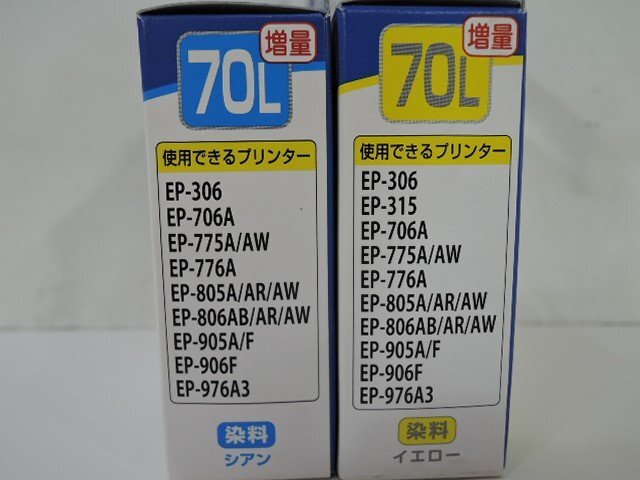 70L
増量
使用できるプリンター
EP-306
EP-706A
EP-775A/AW
EP-776A
EP-805A/AR/AW
EP-806AB/AR/AW
EP-905A/F
EP-906F
EP-976A3
染料
シアン
70L
増量
使用できるプリンター
EP-306
EP-315
EP-706A
EP-775A/AW
EP-776A
EP-805A/AR/AW
EP-806AB/AR/AW
EP-905A/F
EP-906F
EP-976A3
染料
イエロー